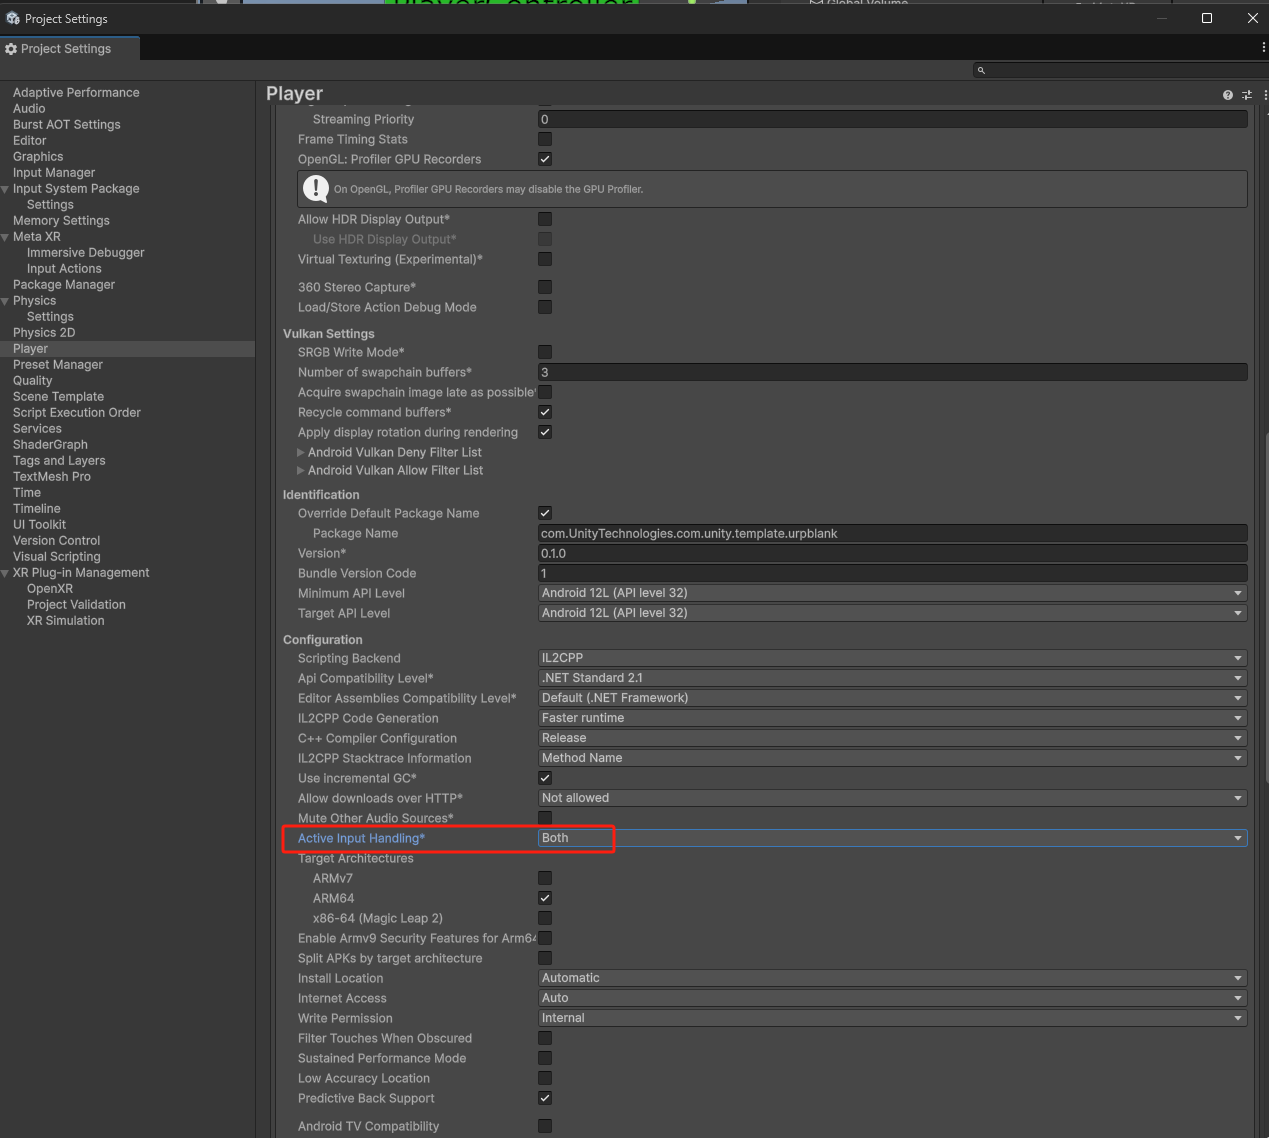 Project Settings
Project Settings
Adaptive Performance
Audio
Burst AOT Settings
Editor
Graphics
Input Manager
Input System Package
Settings
Memory Settings
Meta XR
Immersive Debugger
Input Actions
Package Manager
Physics
Settings
Physics 2D
Player
Preset Manager
Quality
Scene Template
Script Execution Order
Services
ShaderGraph
Tags and Layers
TextMesh Pro
Time
Timeline
UI Toolkit
Version Control
Visual Scripting
XR Plug-in Management
OpenXR
Project Validation
XR Simulation
Player
Streaming Priority 0
Frame Timing Stats
OpenGL: Profiler GPU Recorders
On OpenGL, Profiler GPU Recorders may disable the GPU Profiler.
Allow HDR Display Output*
Use HDR Display Output*
Virtual Texturing (Experimental)*
360 Stereo Capture*
Load/Store Action Debug Mode
Vulkan Settings
SRGB Write Mode*
Number of swapchain buffers* 3
Acquire swapchain image late as possible*
Recycle command buffers*
Apply display rotation during rendering
Android Vulkan Deny Filter List
Android Vulkan Allow Filter List
Identification
Override Default Package Name
Package Name com.UnityTechnologies.com.unity.template.urpblank
Version* 0.1.0
Bundle Version Code 1
Minimum API Level Android 12L (API level 32)
Target API Level Android 12L (API level 32)
Configuration
Scripting Backend IL2CPP
Api Compatibility Level* .NET Standard 2.1
Editor Assemblies Compatibility Level* Default (.NET Framework)
IL2CPP Code Generation Faster runtime
C++ Compiler Configuration Release
IL2CPP Stacktrace Information Method Name
Use incremental GC*
Allow downloads over HTTP* Not allowed
Mute Other Audio Sources*
Active Input Handling* Both
Target Architectures
ARMv7
ARM64
x86-64 (Magic Leap 2)
Enable Armv9 Security Features for Arm64
Split APKs by target architecture
Install Location Automatic
Internet Access Auto
Write Permission Internal
Filter Touches When Obscured
Sustained Performance Mode
Low Accuracy Location
Predictive Back Support
Android TV Compatibility